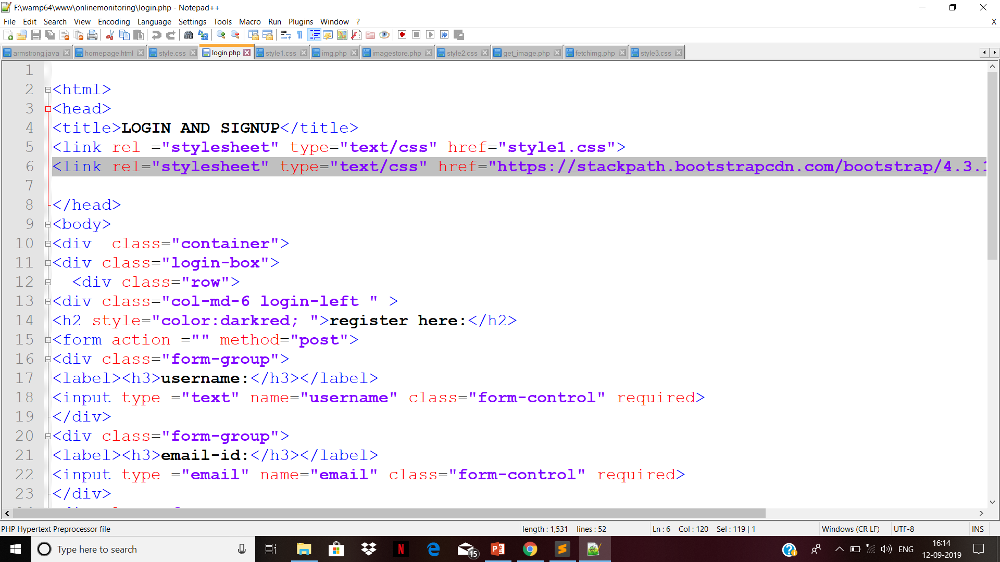 F:\wamp64\www\onlinemonitoring\login.php - Notepad++
File Edit Search View Encoding Language Settings Tools Macro Run Plugins Window ? X
armstrong.java homepage.html style.css login.php style1.css img.php imagestore.php style2.css get_image.php fetchimg.php style3.css
1
2 <html>
3 <head>
4 <title>LOGIN AND SIGNUP</title>
5 <link rel ="stylesheet" type="text/css" href="style1.css">
6 <link rel="stylesheet" type="text/css" href="https://stackpath.bootstrapcdn.com/bootstrap/4.3.1
7
8 </head>
9 <body>
10 <div  class="container">
11 <div class="login-box">
12   <div class="row">
13 <div class="col-md-6 login-left " >
14 <h2 style="color:darkred; ">register here:</h2>
15 <form action ="" method="post">
16 <div class="form-group">
17 <label><h3>username:</h3></label>
18 <input type ="text" name="username" class="form-control" required>
19 </div>
20 <div class="form-group">
21 <label><h3>email-id:</h3></label>
22 <input type ="email" name="email" class="form-control" required>
23 </div>
PHP Hypertext Preprocessor file length : 1,531 lines : 52 Ln : 6 Col : 120 Sel : 119 | 1 Windows (CR LF) UTF-8 INS
Type here to search 15 ENG 16:14
12-09-2019